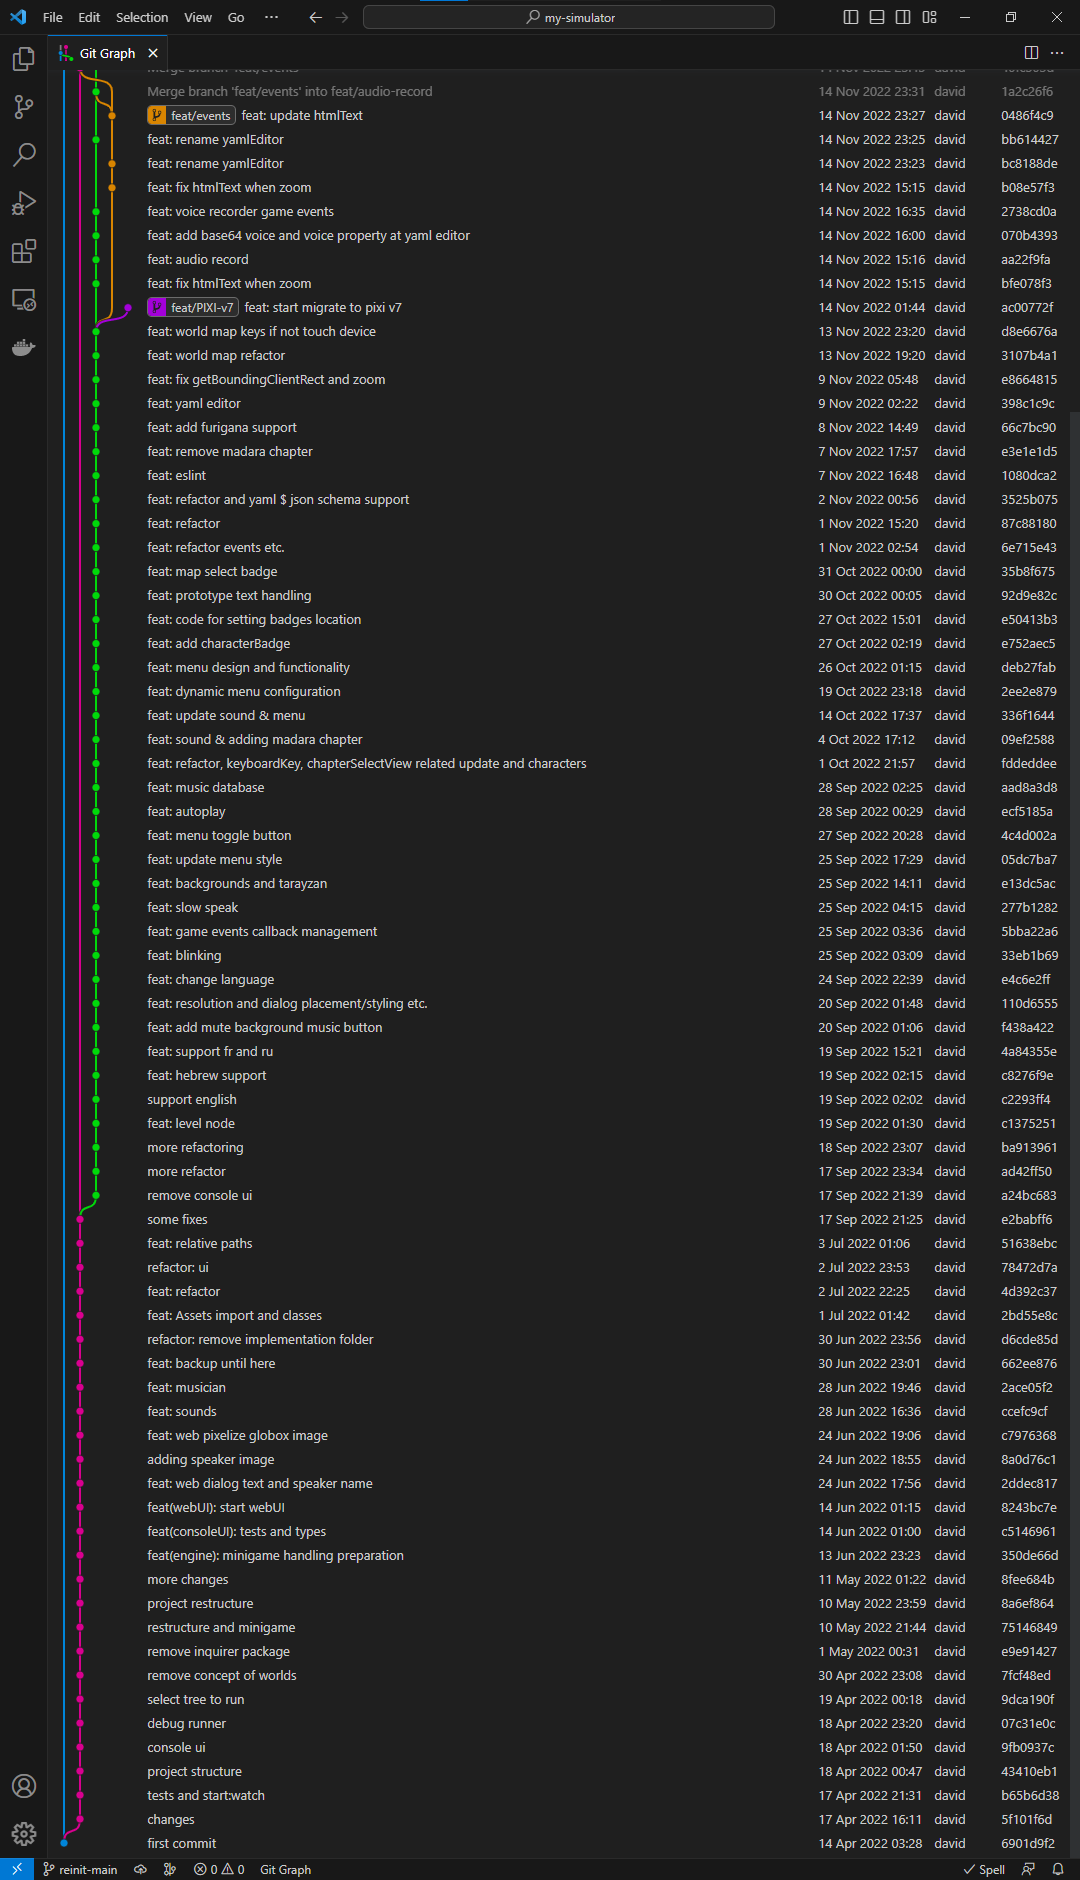 File Edit Selection View Go ··· my-simulator
Git Graph
Merge branch 'feat/events' into feat/audio-record 14 Nov 2022 23:31 david 1a2c26f6
feat/events feat: update htmlText 14 Nov 2022 23:27 david 0486f4c9
feat: rename yamlEditor 14 Nov 2022 23:25 david bb614427
feat: rename yamlEditor 14 Nov 2022 23:23 david bc8188de
feat: fix htmlText when zoom 14 Nov 2022 15:15 david b08e57f3
feat: voice recorder game events 14 Nov 2022 16:35 david 2738cd0a
feat: add base64 voice and voice property at yaml editor 14 Nov 2022 16:00 david 070b4393
feat: audio record 14 Nov 2022 15:16 david aa22f9fa
feat: fix htmlText when zoom 14 Nov 2022 15:15 david bfe078f3
feat/PIXI-v7 feat: start migrate to pixi v7 14 Nov 2022 01:44 david ac00772f
feat: world map keys if not touch device 13 Nov 2022 23:20 david d8e6676a
feat: world map refactor 13 Nov 2022 19:20 david 3107b4a1
feat: fix getBoundingClientRect and zoom 9 Nov 2022 05:48 david e8664815
feat: yaml editor 9 Nov 2022 02:22 david 398c1c9c
feat: add furigana support 8 Nov 2022 14:49 david 66c7bc90
feat: remove madara chapter 7 Nov 2022 17:57 david e3e1e1d5
feat: eslint 7 Nov 2022 16:48 david 1080dca2
feat: refactor and yaml $ json schema support 2 Nov 2022 00:56 david 3525b075
feat: refactor 1 Nov 2022 15:20 david 87c88180
feat: refactor events etc. 1 Nov 2022 02:54 david 6e715e43
feat: map select badge 31 Oct 2022 00:00 david 35b8f675
feat: prototype text handling 30 Oct 2022 00:05 david 92d9e82c
feat: code for setting badges location 27 Oct 2022 15:01 david e50413b3
feat: add characterBadge 27 Oct 2022 02:19 david e752aec5
feat: menu design and functionality 26 Oct 2022 01:15 david deb27fab
feat: dynamic menu configuration 19 Oct 2022 23:18 david 2ee2e879
feat: update sound & menu 14 Oct 2022 17:37 david 336f1644
feat: sound & adding madara chapter 4 Oct 2022 17:12 david 09ef2588
feat: refactor, keyboardKey, chapterSelectView related update and characters 1 Oct 2022 21:57 david fddeddee
feat: music database 28 Sep 2022 02:25 david aad8a3d8
feat: autoplay 28 Sep 2022 00:29 david ecf5185a
feat: menu toggle button 27 Sep 2022 20:28 david 4c4d002a
feat: update menu style 25 Sep 2022 17:29 david 05dc7ba7
feat: backgrounds and tarayzan 25 Sep 2022 14:11 david e13dc5ac
feat: slow speak 25 Sep 2022 04:15 david 277b1282
feat: game events callback management 25 Sep 2022 03:36 david 5bba22a6
feat: blinking 25 Sep 2022 03:09 david 33eb1b69
feat: change language 24 Sep 2022 22:39 david e4c6e2ff
feat: resolution and dialog placement/styling etc. 20 Sep 2022 01:48 david 110d6555
feat: add mute background music button 20 Sep 2022 01:06 david f438a422
feat: support fr and ru 19 Sep 2022 15:21 david 4a84355e
feat: hebrew support 19 Sep 2022 02:15 david c8276f9e
support english 19 Sep 2022 02:02 david c2293ff4
feat: level node 19 Sep 2022 01:30 david c1375251
more refactoring 18 Sep 2022 23:07 david ba913961
more refactor 17 Sep 2022 23:34 david ad42ff50
remove console ui 17 Sep 2022 21:39 david a24bc683
some fixes 17 Sep 2022 21:25 david e2babff6
feat: relative paths 3 Jul 2022 01:06 david 51638ebc
refactor: ui 2 Jul 2022 23:53 david 78472d7a
feat: refactor 2 Jul 2022 22:25 david 4d392c37
feat: Assets import and classes 1 Jul 2022 01:42 david 2bd55e8c
refactor: remove implementation folder 30 Jun 2022 23:56 david d6cde85d
feat: backup until here 30 Jun 2022 23:01 david 662ee876
feat: musician 28 Jun 2022 19:46 david 2ace05f2
feat: sounds 28 Jun 2022 16:36 david ccefc9cf
feat: web pixelize globox image 24 Jun 2022 19:06 david c7976368
adding speaker image 24 Jun 2022 18:55 david 8a0d76c1
feat: web dialog text and speaker name 24 Jun 2022 17:56 david 2ddec817
feat(webUI): start webUI 14 Jun 2022 01:15 david 8243bc7e
feat(consoleUI): tests and types 14 Jun 2022 01:00 david c5146961
feat(engine): minigame handling preparation 13 Jun 2022 23:23 david 350de66d
more changes 11 May 2022 01:22 david 8fee684b
project restructure 10 May 2022 23:59 david 8a6ef864
restructure and minigame 10 May 2022 21:44 david 75146849
remove inquirer package 1 May 2022 00:31 david e9e91427
remove concept of worlds 30 Apr 2022 23:08 david 7fcf48ed
select tree to run 19 Apr 2022 00:18 david 9dca190f
debug runner 18 Apr 2022 23:20 david 07c31e0c
console ui 18 Apr 2022 01:50 david 9fb0937c
project structure 18 Apr 2022 00:47 david 43410eb1
tests and start:watch 17 Apr 2022 21:31 david b65b6d38
changes 17 Apr 2022 16:11 david 5f101f6d
first commit 14 Apr 2022 03:28 david 6901d9f2
reinit-main 0 0 Git Graph Spell